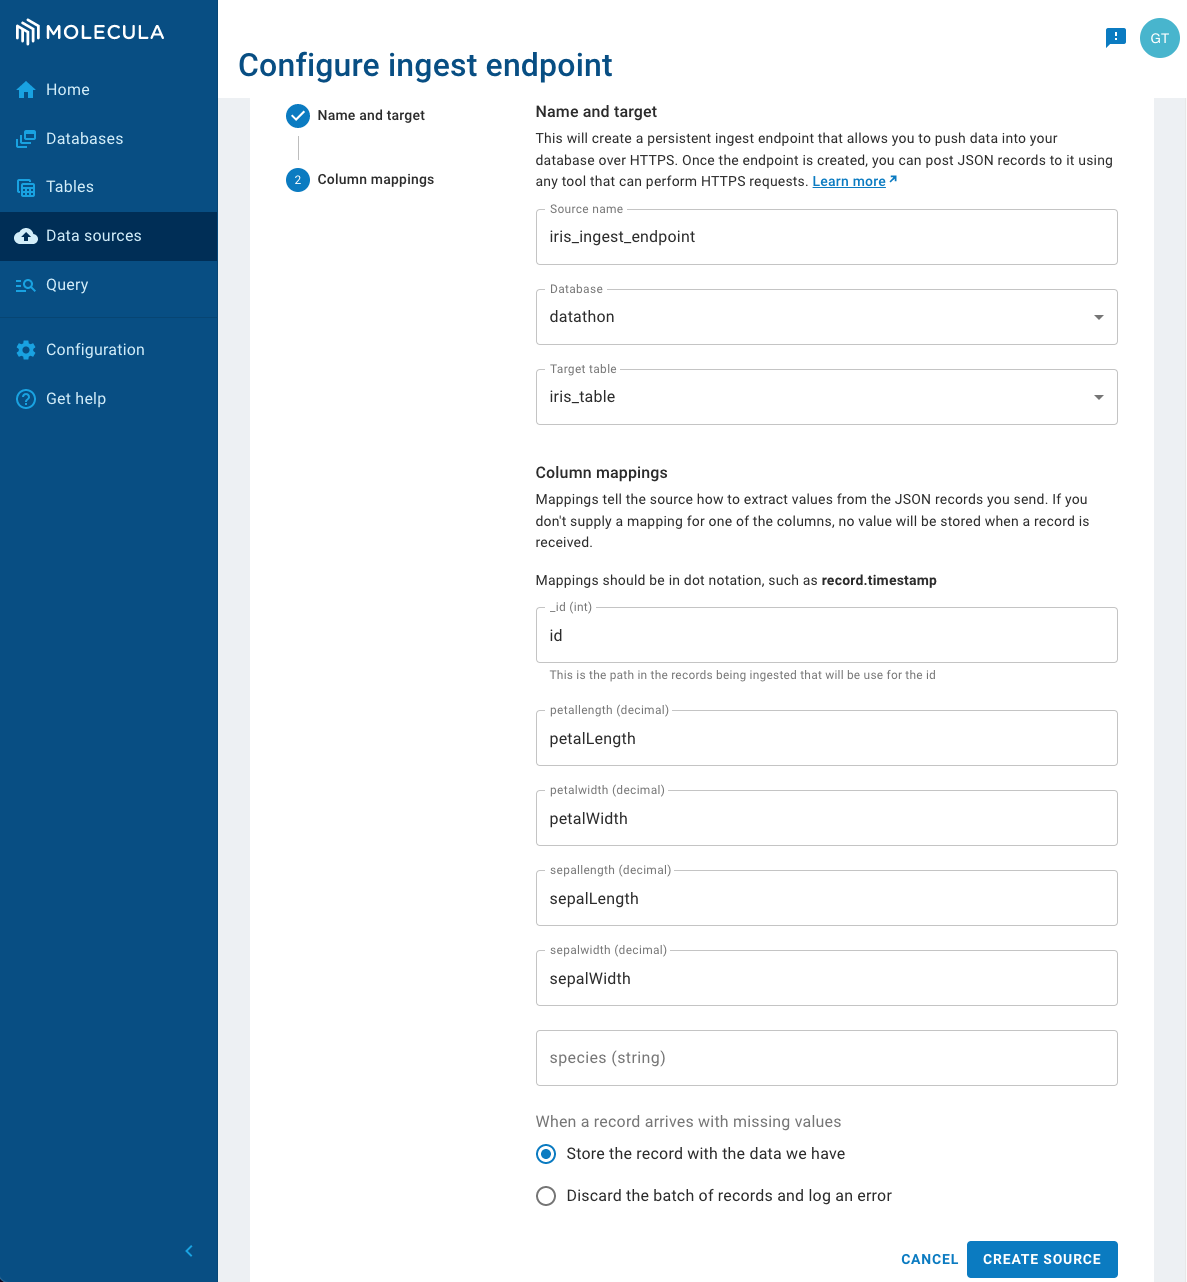 MOLECULA
Home
Databases
Tables
Data sources
Query
Configuration
Get help
GT
Configure ingest endpoint
Name and target
2
Column mappings
Name and target
This will create a persistent ingest endpoint that allows you to push data into your
database over HTTPS. Once the endpoint is created, you can post JSON records to it using
any tool that can perform HTTPS requests. Learn more
Source name
iris_ingest_endpoint
Database
datathon
Target table
iris_table
Column mappings
Mappings tell the source how to extract values from the JSON records you send. If you
don't supply a mapping for one of the columns, no value will be stored when a record is
received.
Mappings should be in dot notation, such as record.timestamp
_id (int)
id
This is the path in the records being ingested that will be use for the id
petallength (decimal)
petalLength
petalwidth (decimal)
petalWidth
sepallength (decimal)
sepalLength
sepalwidth (decimal)
sepalWidth
species (string)
When a record arrives with missing values
Store the record with the data we have
Discard the batch of records and log an error
CANCEL
CREATE SOURCE